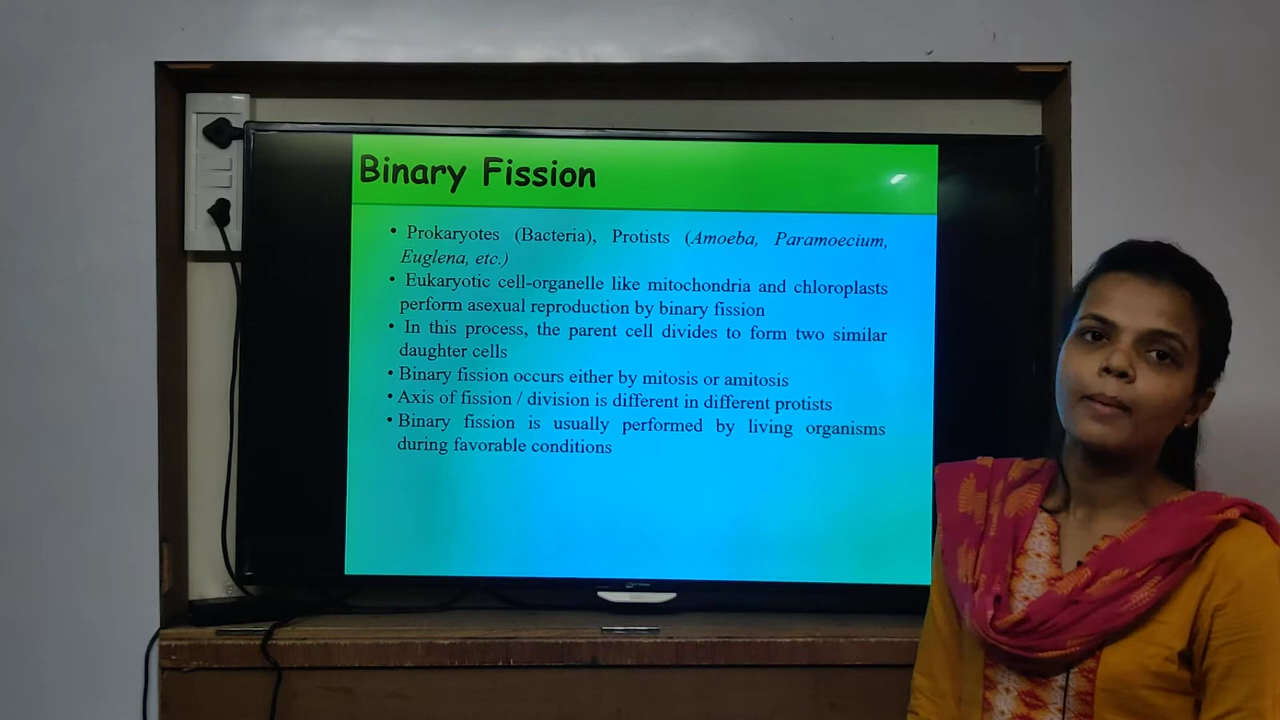 Binary Fission
• Prokaryotes (Bacteria), Protists (Amoeba, Paramoecium,
Euglena, etc.)
• Eukaryotic cell-organelle like mitochondria and chloroplasts
perform asexual reproduction by binary fission
• In this process, the parent cell divides to form two similar
daughter cells
• Binary fission occurs either by mitosis or amitosis
• Axis of fission / division is different in different protists
• Binary fission is usually performed by living organisms
during favorable conditions